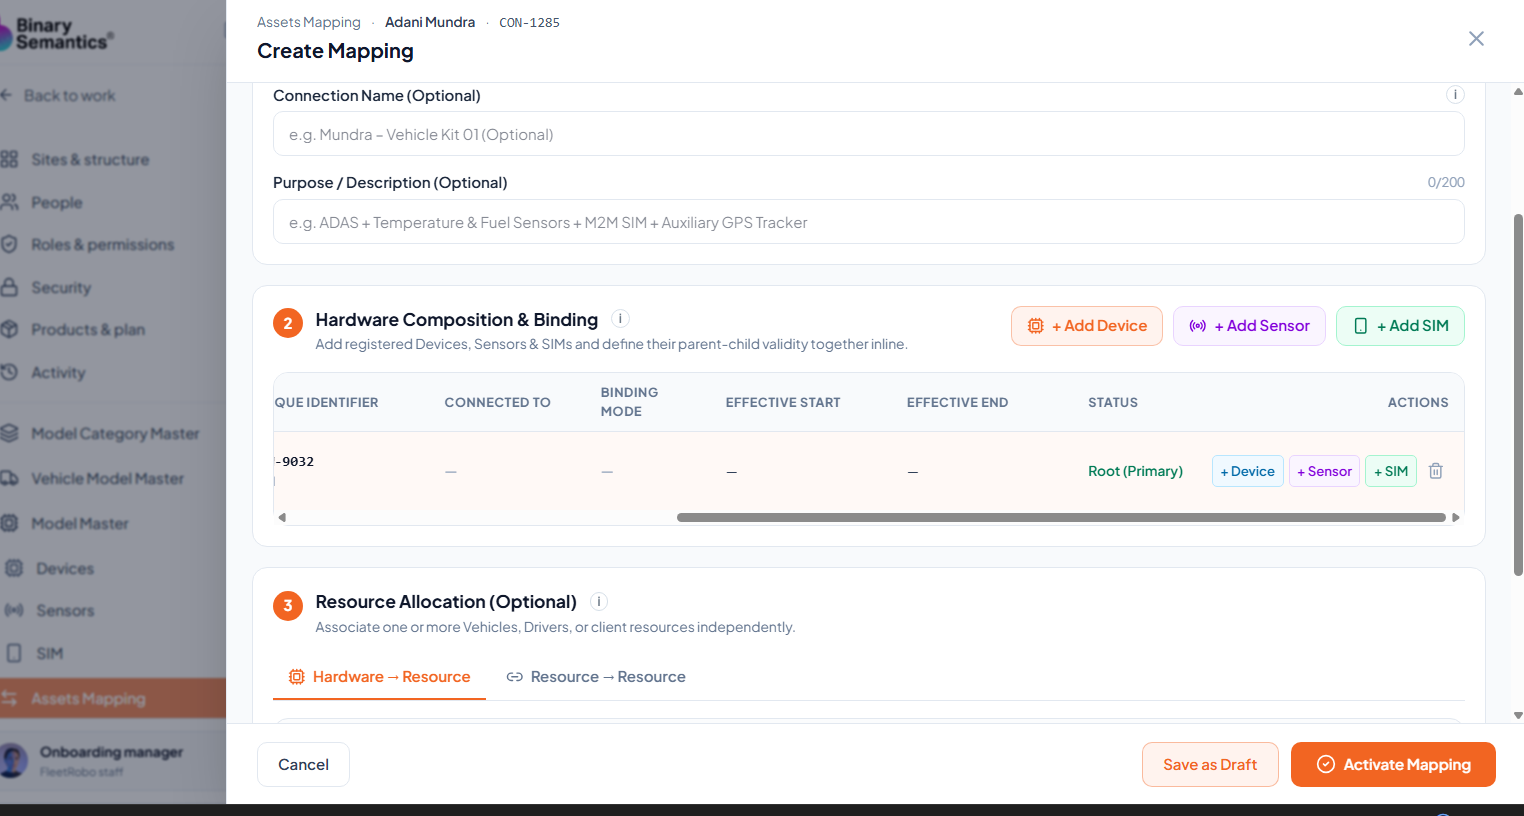 Binary
Semantics®
Back to work
Sites & structure
People
Roles & permissions
Security
Products & plan
Activity
Model Category Master
Vehicle Model Master
Model Master
Devices
Sensors
SIM
Assets Mapping
Onboarding manager
FleetRobo staff
Assets Mapping · Adani Mundra · CON-1285
Create Mapping
Connection Name (Optional)
i
e.g. Mundra – Vehicle Kit 01 (Optional)
Purpose / Description (Optional)
0/200
e.g. ADAS + Temperature & Fuel Sensors + M2M SIM + Auxiliary GPS Tracker
2
Hardware Composition & Binding
i
Add registered Devices, Sensors & SIMs and define their parent-child validity together inline.
+ Add Device
+ Add Sensor
+ Add SIM
QUE IDENTIFIER
CONNECTED TO
BINDING
MODE
EFFECTIVE START
EFFECTIVE END
STATUS
ACTIONS
-9032
—
—
—
—
Root (Primary)
+ Device
+ Sensor
+ SIM
3
Resource Allocation (Optional)
i
Associate one or more Vehicles, Drivers, or client resources independently.
Hardware → Resource
Resource → Resource
Cancel
Save as Draft
Activate Mapping